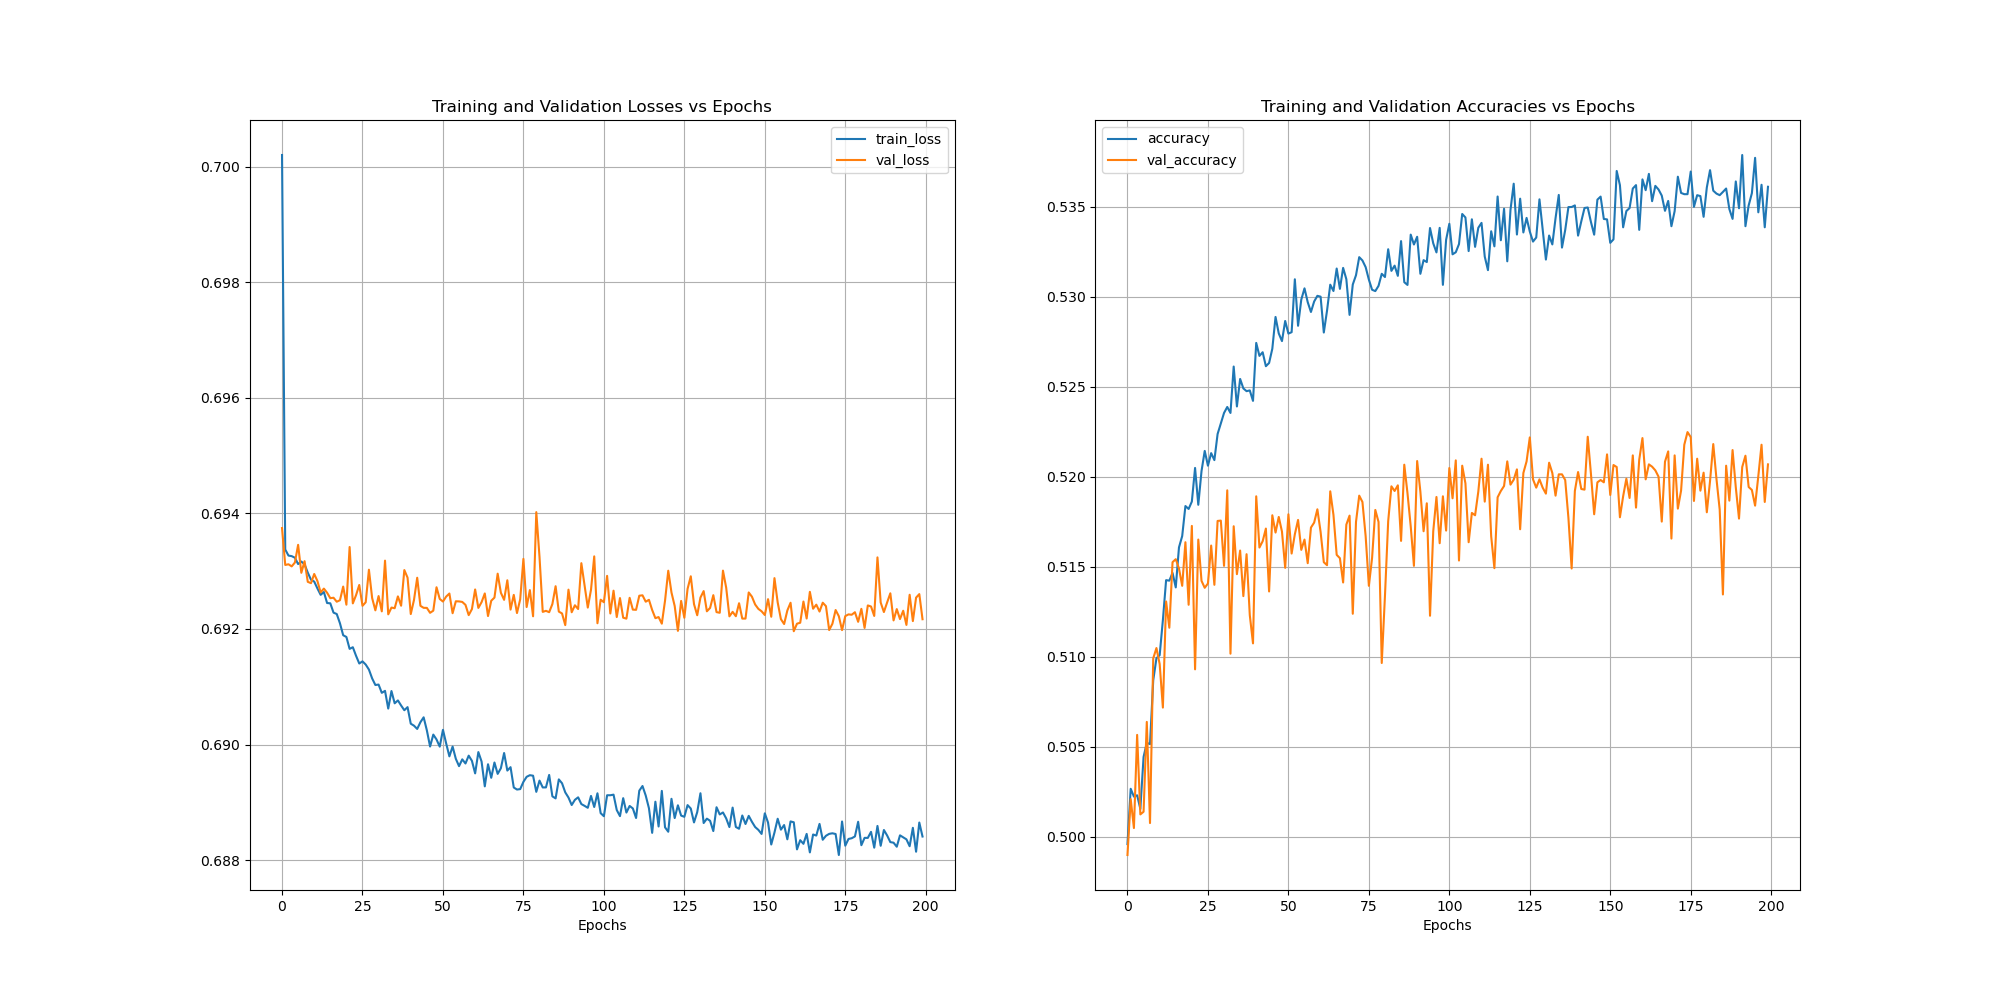 Training and Validation Losses vs Epochs
train_loss
val_loss
0.700
0.698
0.696
0.694
0.692
0.690
0.688
0 25 50 75 100 125 150 175 200
Epochs
Training and Validation Accuracies vs Epochs
accuracy
val_accuracy
0.535
0.530
0.525
0.520
0.515
0.510
0.505
0.500
0 25 50 75 100 125 150 175 200
Epochs